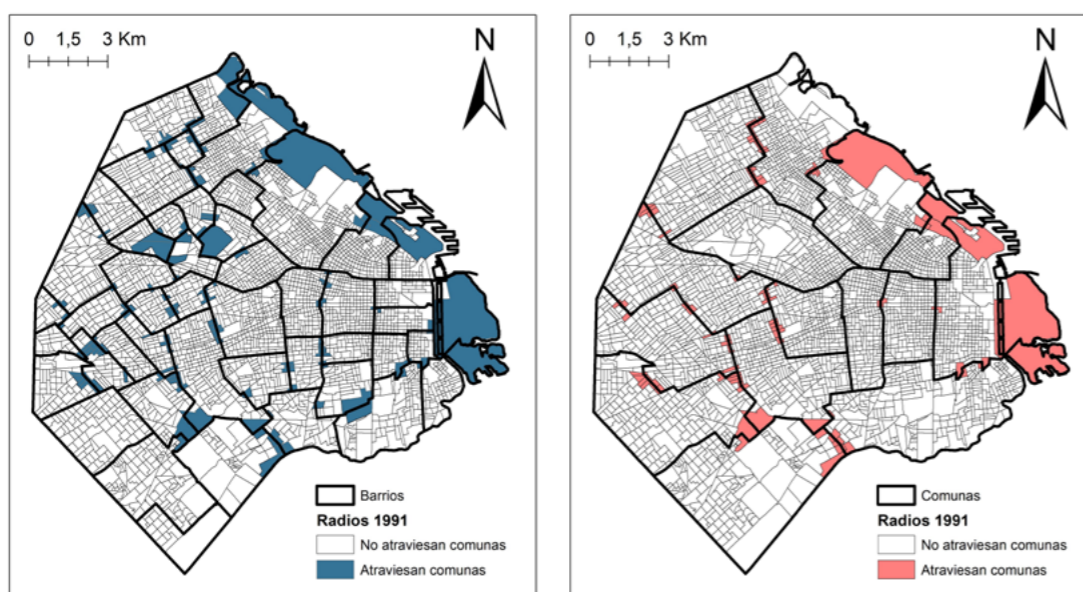 0 1,5 3 Km
N
Barrios
Radios 1991
No atraviesan comunas
Atraviesan comunas
0 1,5 3 Km
N
Comunas
Radios 1991
No atraviesan comunas
Atraviesan comunas